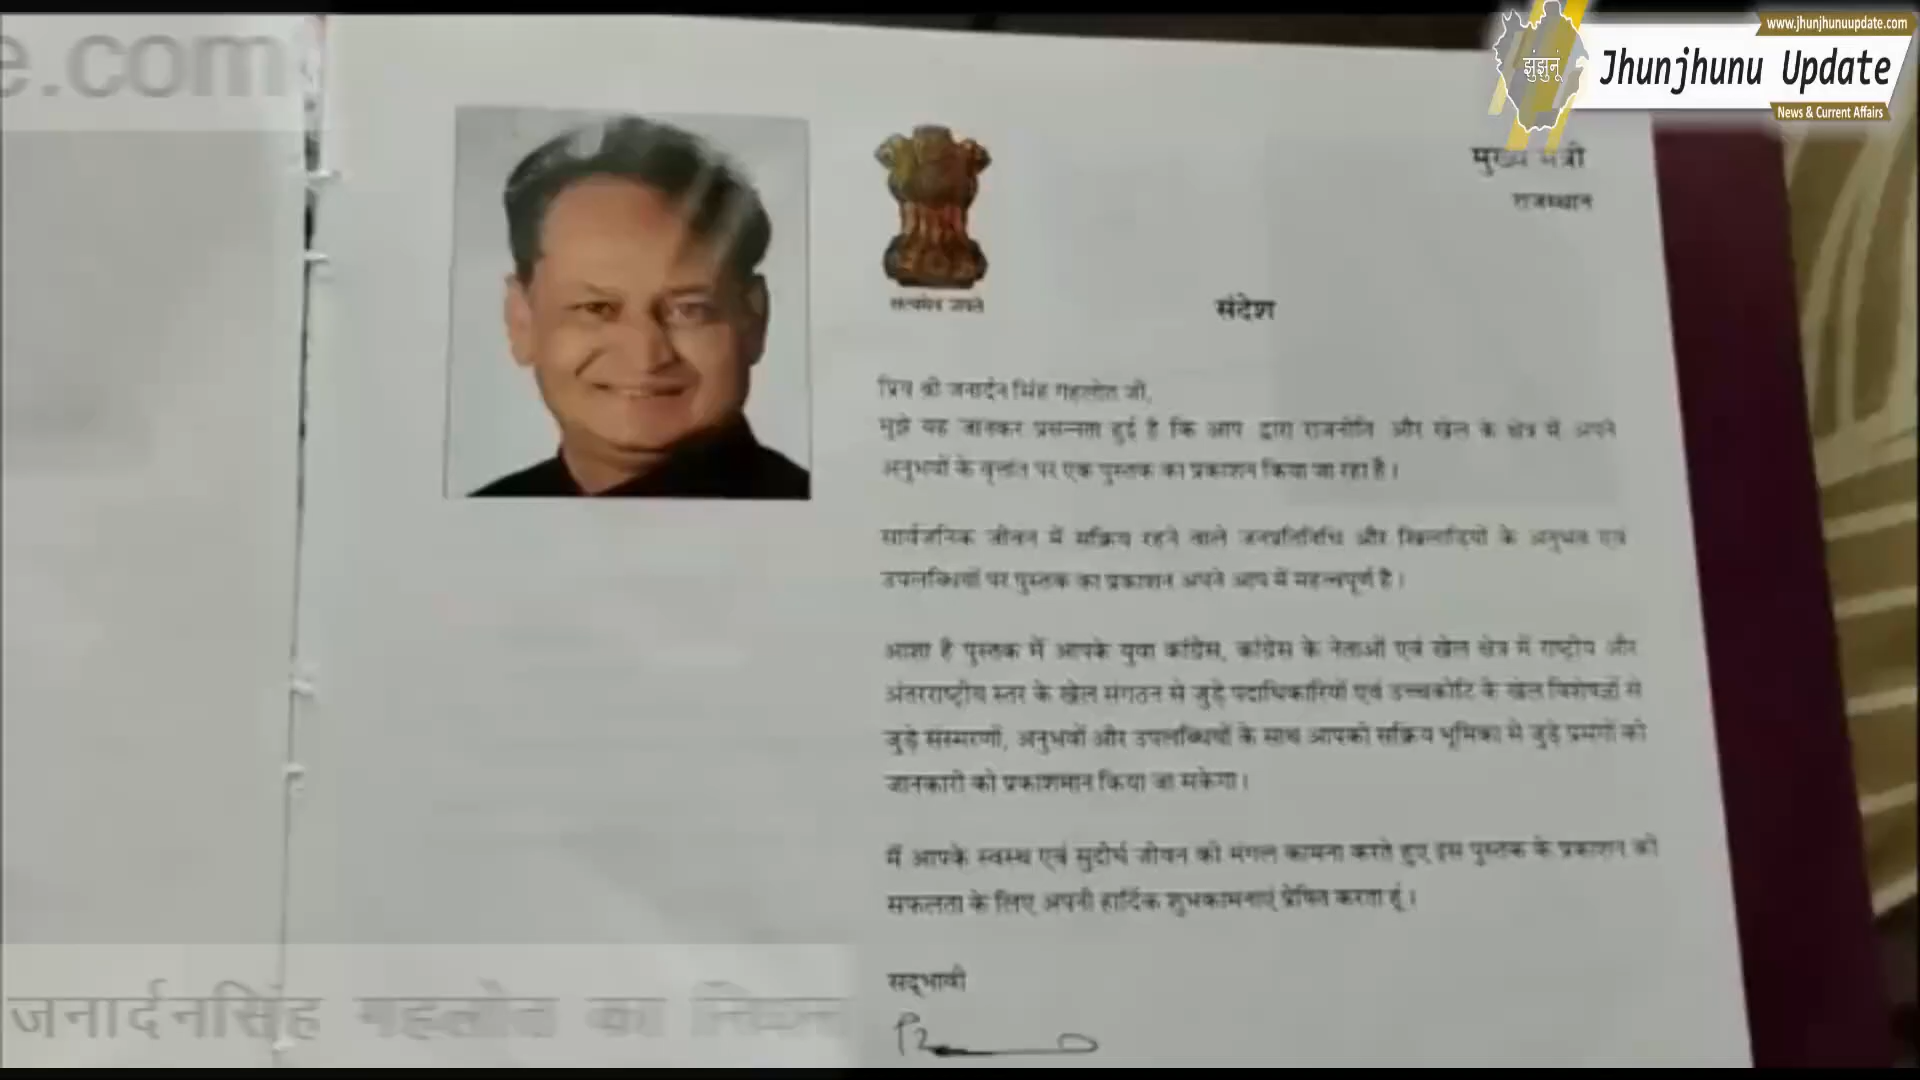 e.com
www.jhunjhunuupdate.com
झुंझुनूं
Jhunjhunu Update
News & Current Affairs
मुख्य मंत्री
राजस्थान
सत्यमेव जयते
संदेश
प्रिय श्री जनार्दन सिंह गहलोत जी,
मुझे यह जानकर प्रसन्नता हुई है कि आप द्वारा राजनीति और खेल के क्षेत्र में अपने
अनुभवों के वृत्तांत पर एक पुस्तक का प्रकाशन किया जा रहा है।
सार्वजनिक जीवन में सक्रिय रहने वाले जनप्रतिनिधि और खिलाड़ियों के अनुभव एवं
उपलब्धियों पर पुस्तक का प्रकाशन अपने आप में महत्त्वपूर्ण है।
आशा है पुस्तक में आपके युवा कांग्रेस, कांग्रेस के नेताओं एवं खेल क्षेत्र में राष्ट्रीय और
अंतरराष्ट्रीय स्तर के खेल संगठन से जुड़े पदाधिकारियों एवं उच्चकोटि के खेल विशेषज्ञों से
जुड़े संस्मरणों, अनुभवों और उपलब्धियों के साथ आपकी सक्रिय भूमिका से जुड़े प्रसंगों की
जानकारी को प्रकाशमान किया जा सकेगा।
मैं आपके स्वस्थ एवं सुदीर्घ जीवन की मंगल कामना करते हुए इस पुस्तक के प्रकाशन की
सफलता के लिए अपनी हार्दिक शुभकामनाएं प्रेषित करता हूं।
सद्भावी
जनार्दनसिंह गहलोत का